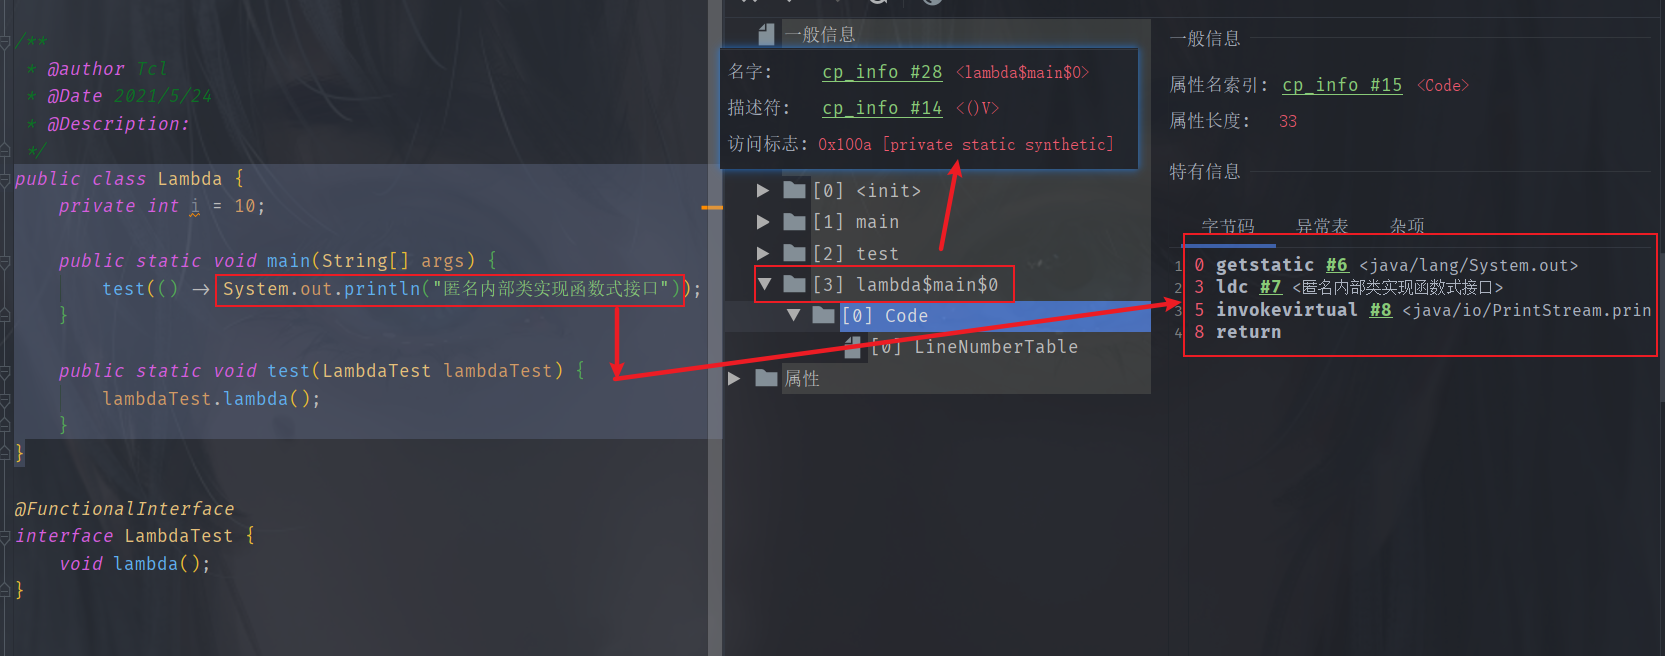 /**
 * @author Tcl
 * @Date 2021/5/24
 * @Description:
 */
public class Lambda {
    private int i = 10;
    public static void main(String[] args) {
        test(() -> System.out.println("匿名内部类实现函数式接口"));
    }
    public static void test(LambdaTest lambdaTest) {
        lambdaTest.lambda();
    }
}
@FunctionalInterface
interface LambdaTest {
    void lambda();
}
一般信息
名字: cp_info #28 <lambda$main$0>
描述符: cp_info #14 <()V>
访问标志: 0x100a [private static synthetic]
[0] <init>
[1] main
[2] test
[3] lambda$main$0
[0] Code
[0] LineNumberTable
属性
一般信息
属性名索引: cp_info #15 <Code>
属性长度: 33
特有信息
字节码 异常表 杂项
1 0 getstatic #6 <java/lang/System.out>
2 3 ldc #7 <匿名内部类实现函数式接口>
3 5 invokevirtual #8 <java/io/PrintStream.prin
4 8 return